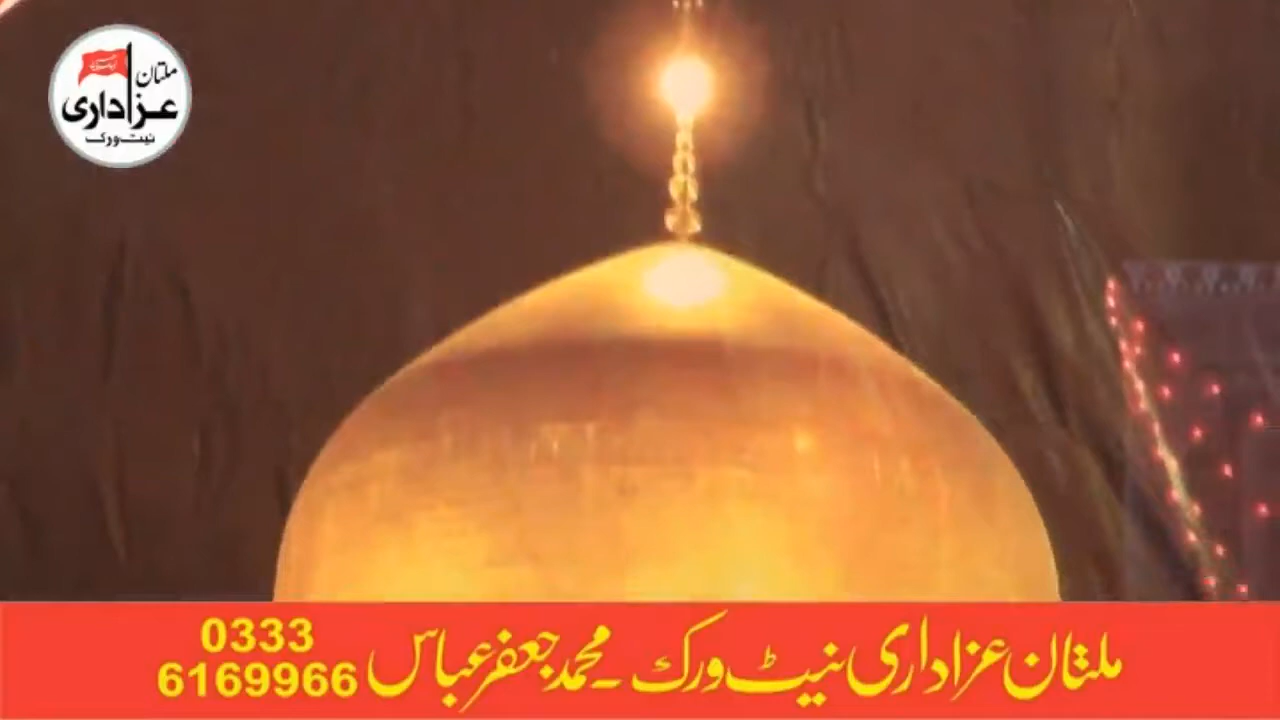 ملتان
عزاداری
نیٹ ورک
ملتان عزاداری نیٹ ورک ۔ محمد جعفر عباس
0333
6169966